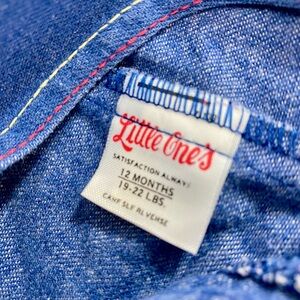 Little One's
SATISFACTION ALWAYS
12 MONTHS
19-22 LBS.